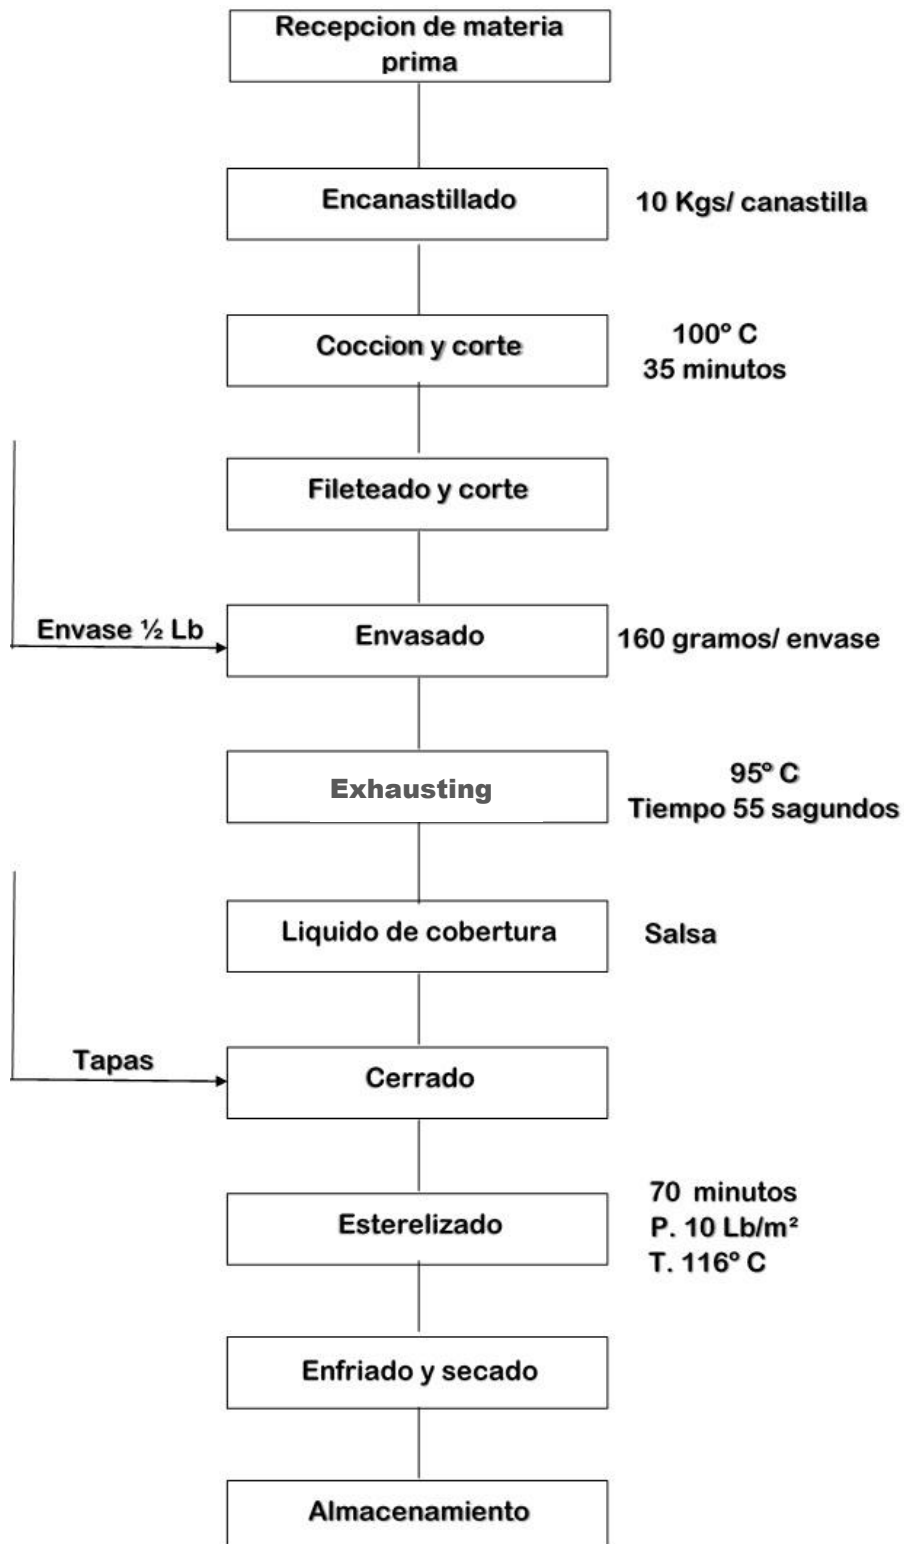 Recepcion de materia
prima
Encanastillado
10 Kgs/ canastilla
Coccion y corte
100º C
35 minutos
Fileteado y corte
Envase ½ Lb
Envasado
160 gramos/ envase
Exhausting
95º C
Tiempo 55 sagundos
Liquido de cobertura
Salsa
Tapas
Cerrado
Esterelizado
70 minutos
P. 10 Lb/m²
T. 116º C
Enfriado y secado
Almacenamiento